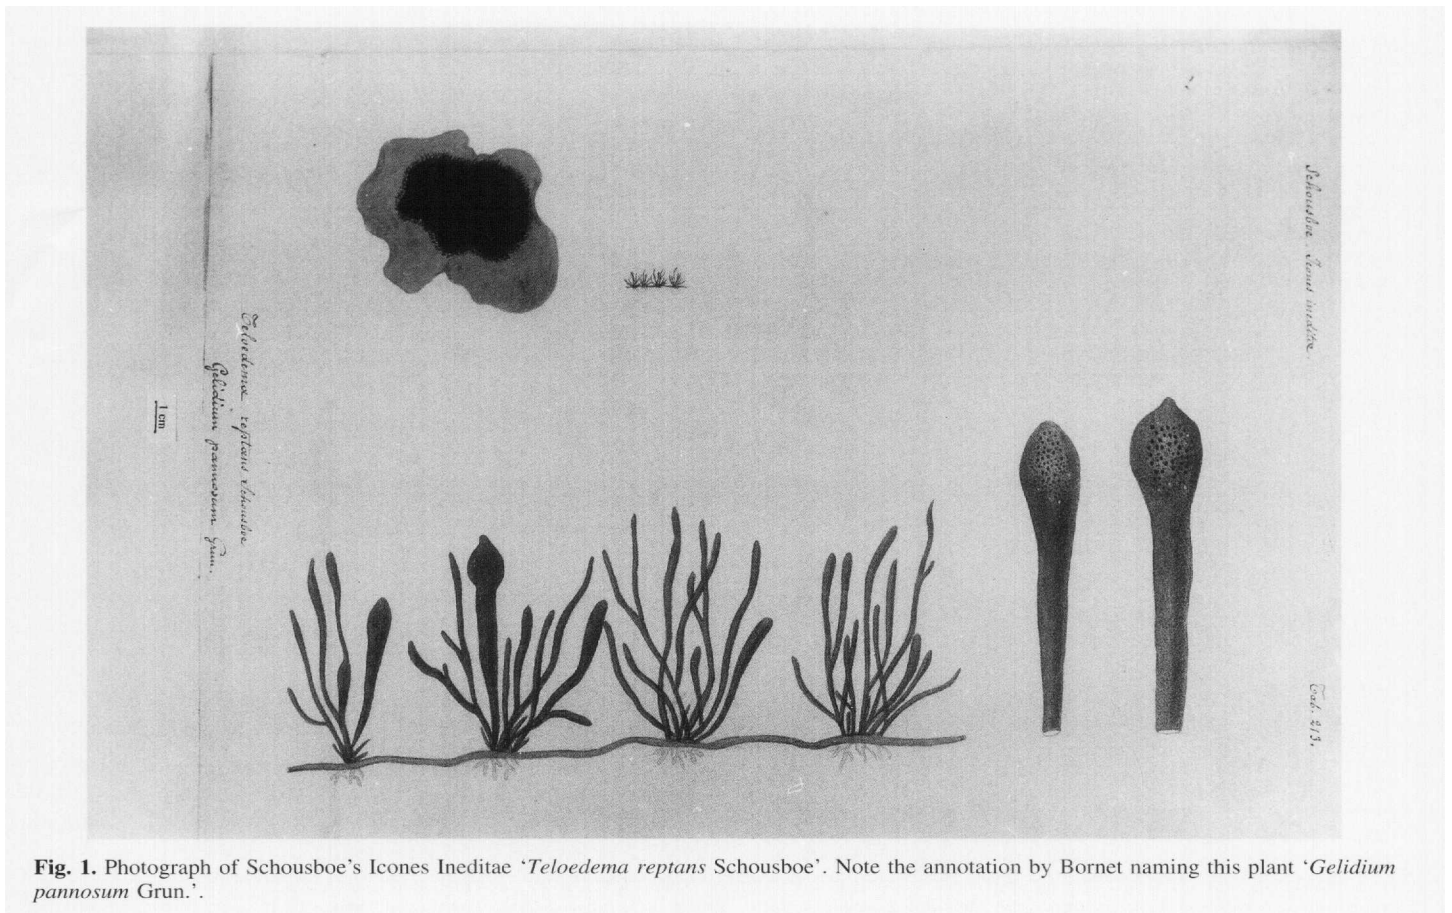 Schousboe. Icones ineditæ.
Teloedema reptans Schousboe
Gelidium pannosum Grun.
1 cm
Tab. 213.
Fig. 1. Photograph of Schousboe's Icones Ineditae ‘Teloedema reptans Schousboe’. Note the annotation by Bornet naming this plant ‘Gelidium
pannosum Grun.’.